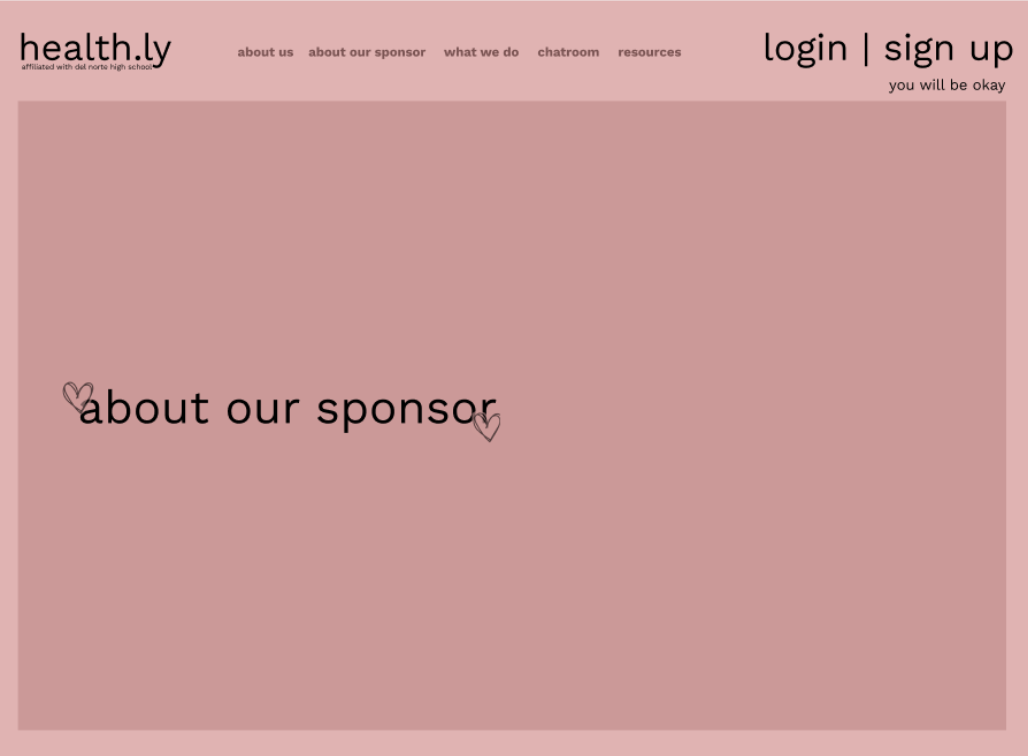 health.ly
affiliated with del norte high school
about us about our sponsor what we do chatroom resources
login | sign up
you will be okay
about our sponsor